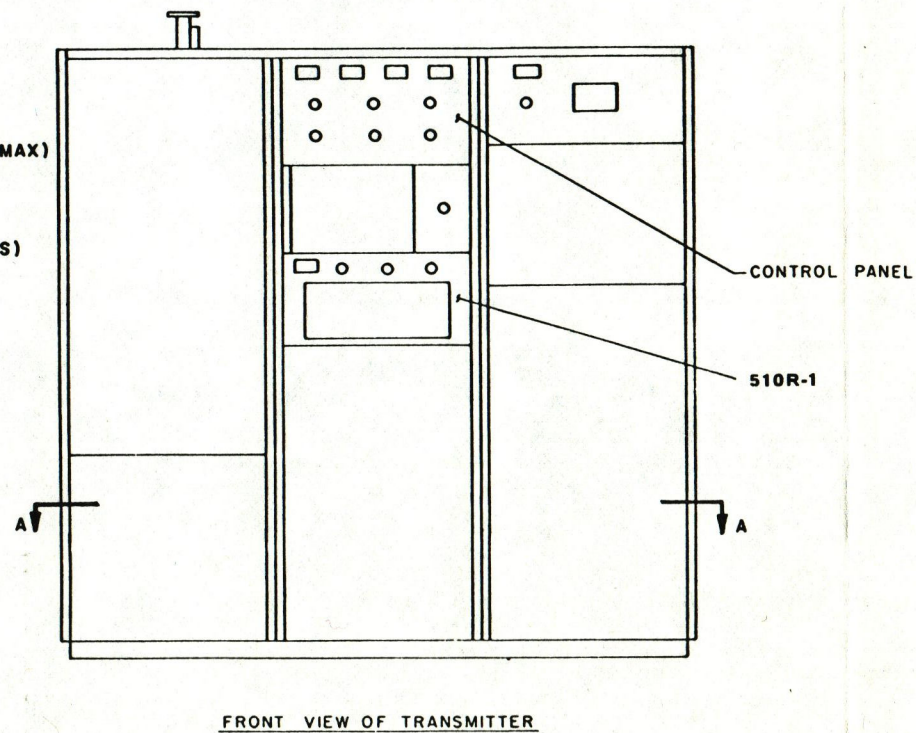 MAX)
S)
CONTROL PANEL
510R-1
A
A
FRONT VIEW OF TRANSMITTER